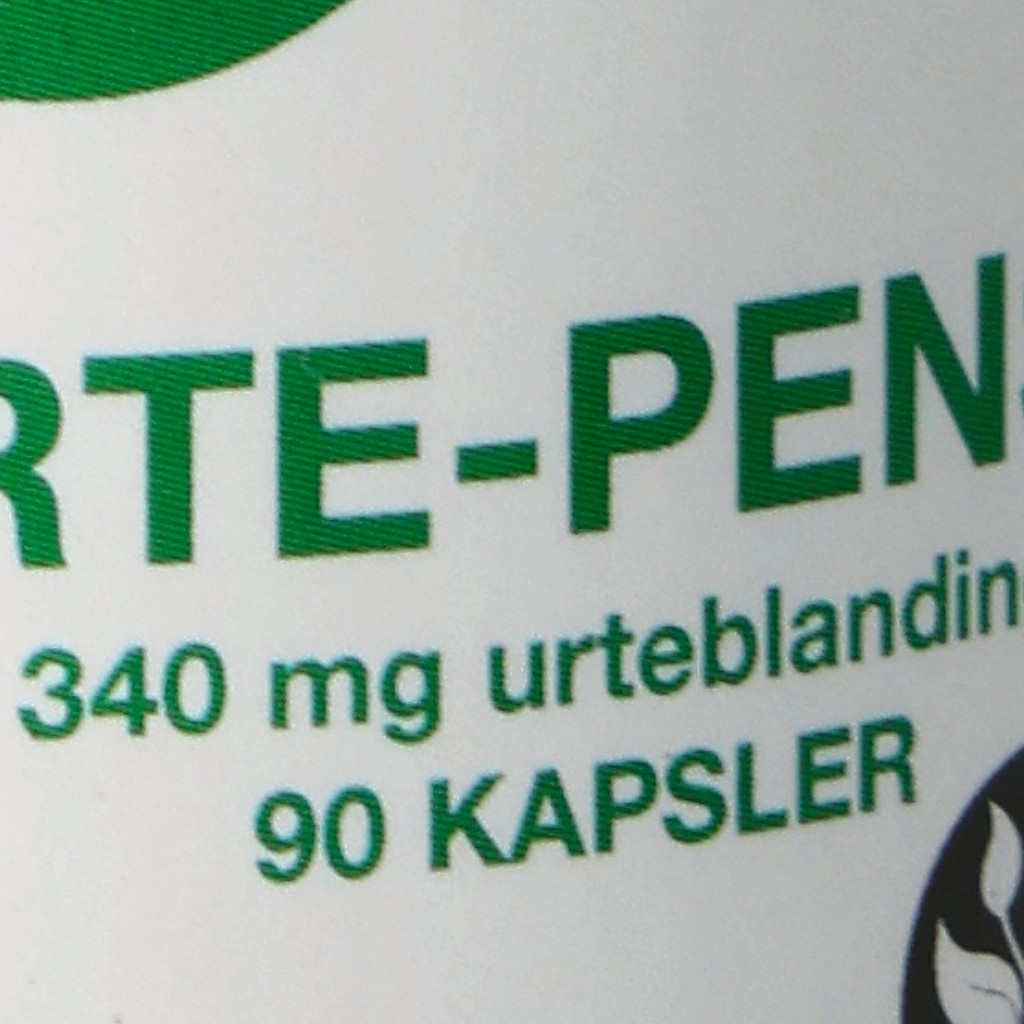 RTE-PEN
340 mg urteblandin
90 KAPSLER